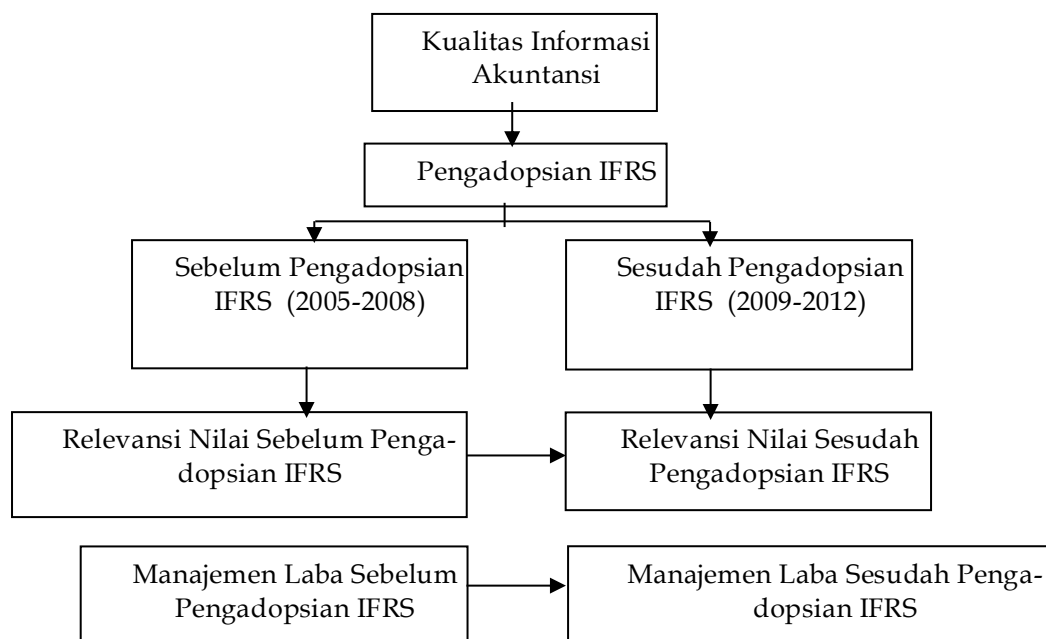 Kualitas Informasi
Akuntansi
Pengadopsian IFRS
Sebelum Pengadopsian
IFRS (2005-2008)
Sesudah Pengadopsian
IFRS (2009-2012)
Relevansi Nilai Sebelum Penga-
dopsian IFRS
Relevansi Nilai Sesudah
Pengadopsian IFRS
Manajemen Laba Sebelum
Pengadopsian IFRS
Manajemen Laba Sesudah Penga-
dopsian IFRS